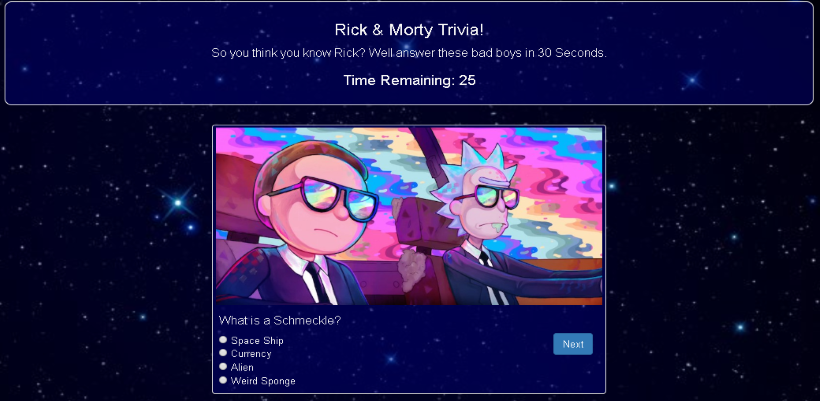 Rick & Morty Trivia!
So you think you know Rick? Well answer these bad boys in 30 Seconds.
Time Remaining: 25
What is a Schmeckle?
Space Ship
Currency
Next
Alien
Weird Sponge